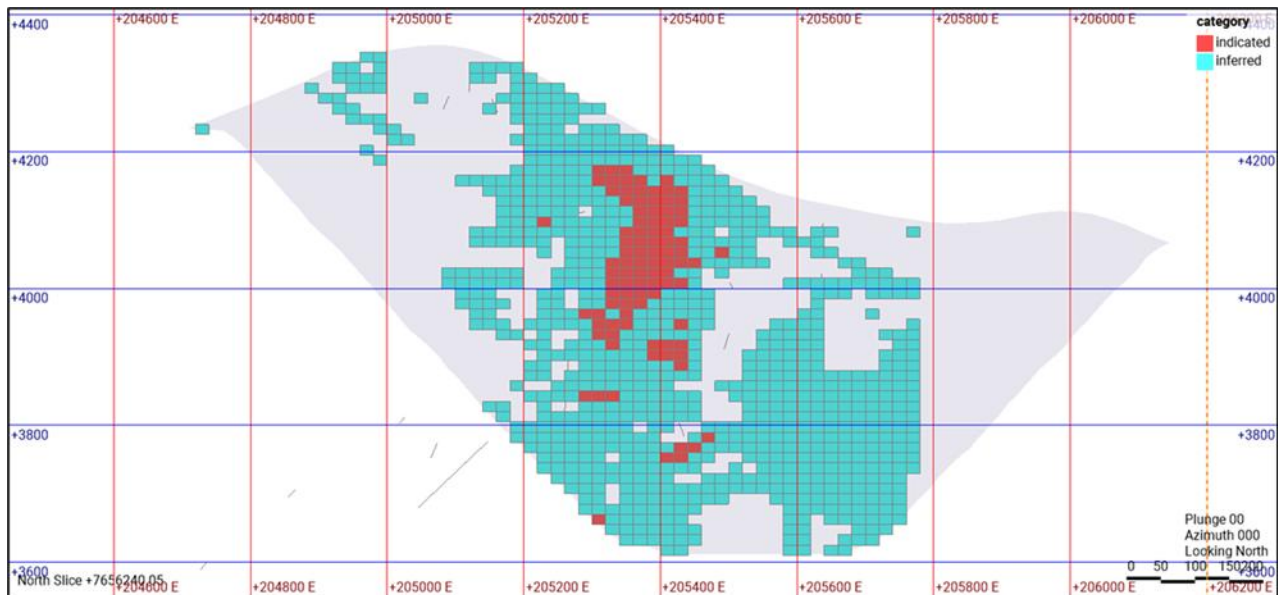 +4400
+204600 E
+204800 E
+205000 E
+205200 E
+205400 E
+205600 E
+205800 E
+206000 E
category
indicated
inferred
+4200
+4200
+4000
+4000
+3800
+3800
Plunge 00
Azimuth 000
Looking North
0 50 100 150 200
+3600
+3600
North Slice +7656240.05
+204600 E
+204800 E
+205000 E
+205200 E
+205400 E
+205600 E
+205800 E
+206000 E
+206200 E